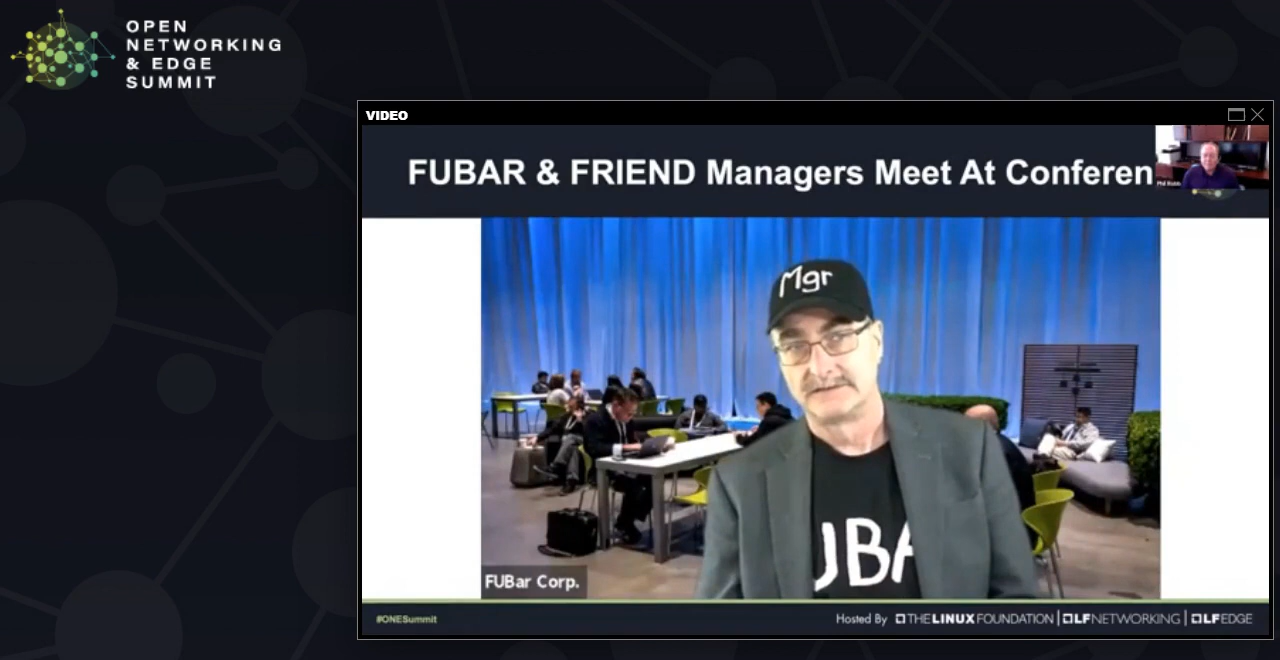 OPEN
NETWORKING
& EDGE
SUMMIT
VIDEO
FUBAR & FRIEND Managers Meet At Conferen
Mgr
UBA
FUBar Corp.
#ONESummit
Hosted By THE LINUX FOUNDATION | LFNETWORKING | LFEDGE